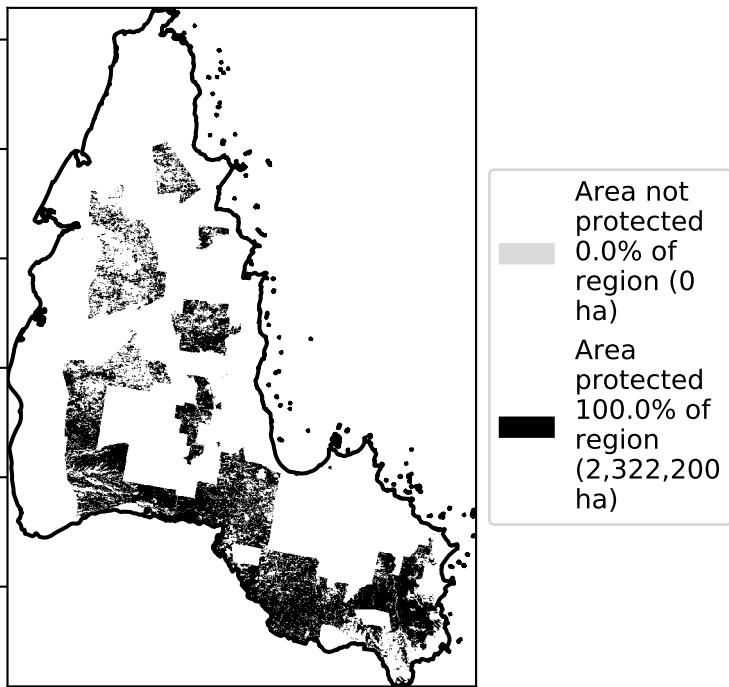 Area not
protected
0.0% of
region (0
ha)
Area
protected
100.0% of
region
(2,322,200
ha)